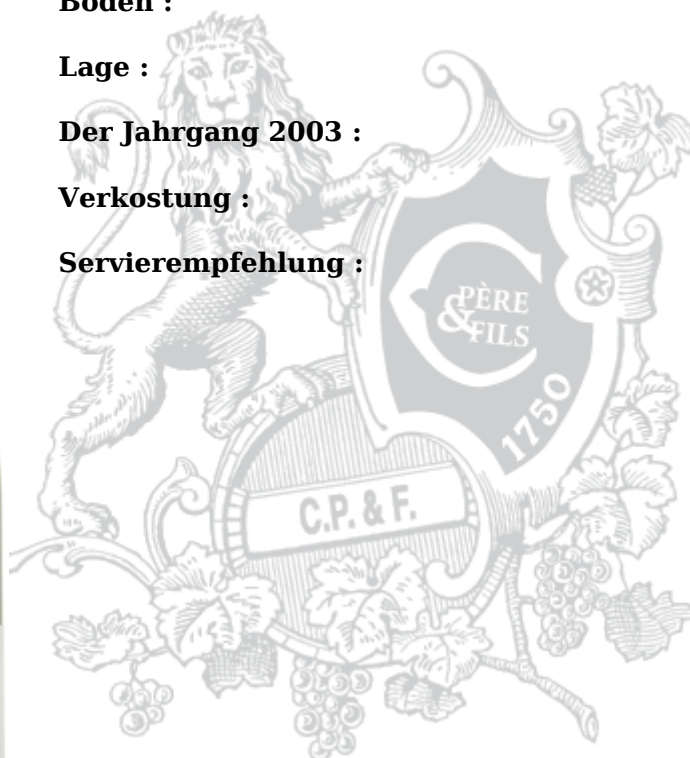 Boden :
Lage :
Der Jahrgang 2003 :
Verkostung :
Servierempfehlung :
C
PÈRE
& FILS
1750
C.P. & F.